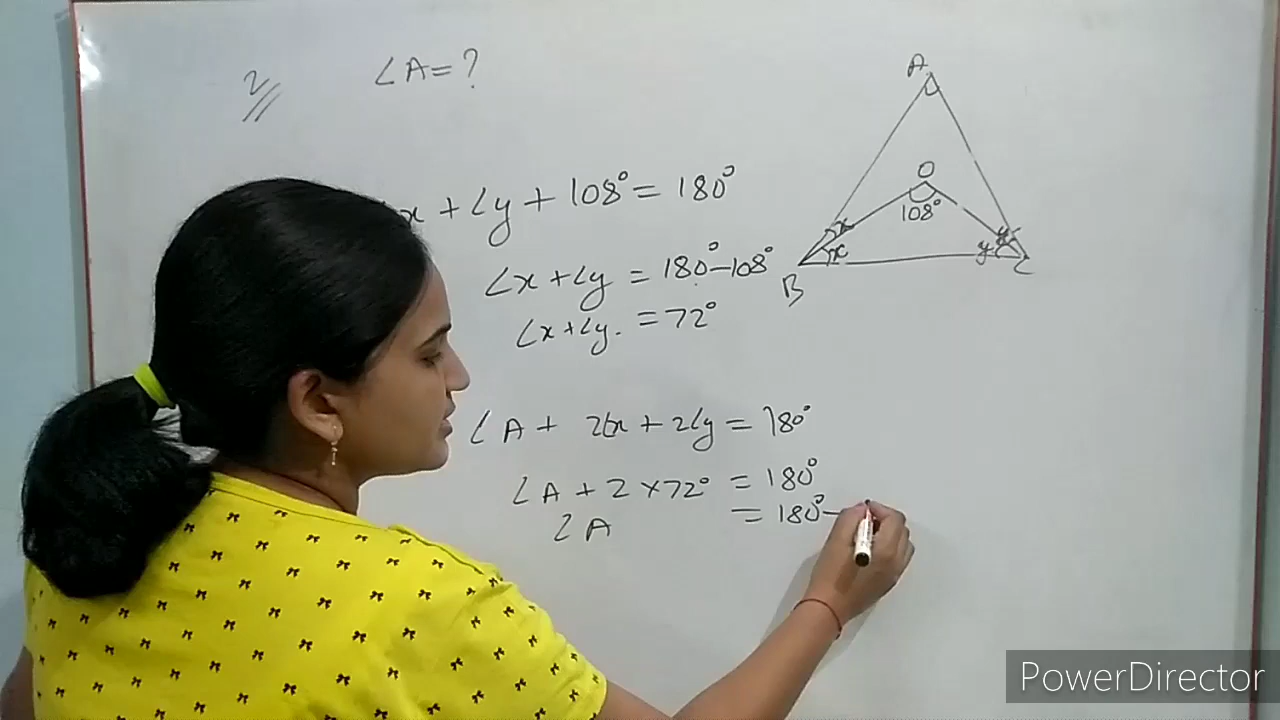 2 ∠A = ?
x + ∠y + 108° = 180°
∠x + ∠y = 180° – 108°
∠x + ∠y. = 72°
∠A + 2∠x + 2∠y = 180°
∠A + 2 × 72° = 180°
∠A = 180° –
A
O
108°
x
x
y
y
B
C
PowerDirector